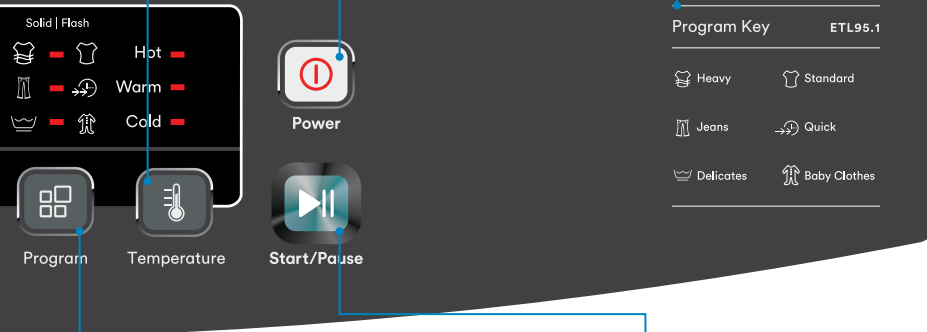 Solid | Flash
Hot
Warm
Cold
Program
Temperature
Power
Start/Pause
Program Key ETL95.1
Heavy Standard
Jeans Quick
Delicates Baby Clothes